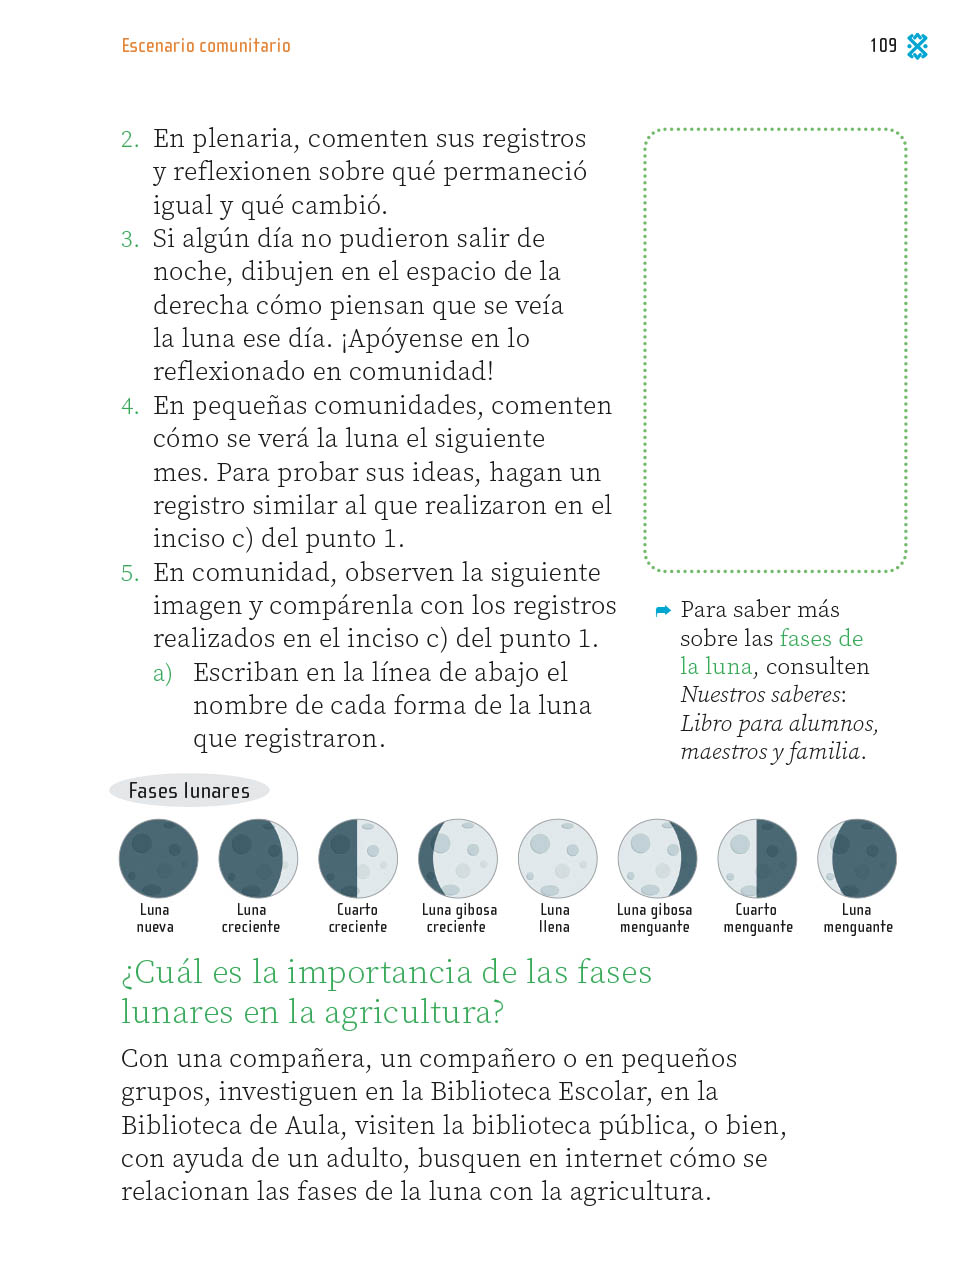 Escenario comunitario
109
2. En plenaria, comenten sus registros
y reflexionen sobre qué permaneció
igual y qué cambió.
3. Si algún día no pudieron salir de
noche, dibujen en el espacio de la
derecha cómo piensan que se veía
la luna ese día. ¡Apóyense en lo
reflexionado en comunidad!
4. En pequeñas comunidades, comenten
cómo se verá la luna el siguiente
mes. Para probar sus ideas, hagan un
registro similar al que realizaron en el
inciso c) del punto 1.
5. En comunidad, observen la siguiente
imagen y compárenla con los registros
realizados en el inciso c) del punto 1.
a) Escriban en la línea de abajo el
nombre de cada forma de la luna
que registraron.
Para saber más
sobre las fases de
la luna, consulten
Nuestros saberes:
Libro para alumnos,
maestros y familia.
Fases lunares
Luna
nueva
Luna
creciente
Cuarto
creciente
Luna gibosa
creciente
Luna
llena
Luna gibosa
menguante
Cuarto
menguante
Luna
menguante
¿Cuál es la importancia de las fases
lunares en la agricultura?
Con una compañera, un compañero o en pequeños
grupos, investiguen en la Biblioteca Escolar, en la
Biblioteca de Aula, visiten la biblioteca pública, o bien,
con ayuda de un adulto, busquen en internet cómo se
relacionan las fases de la luna con la agricultura.